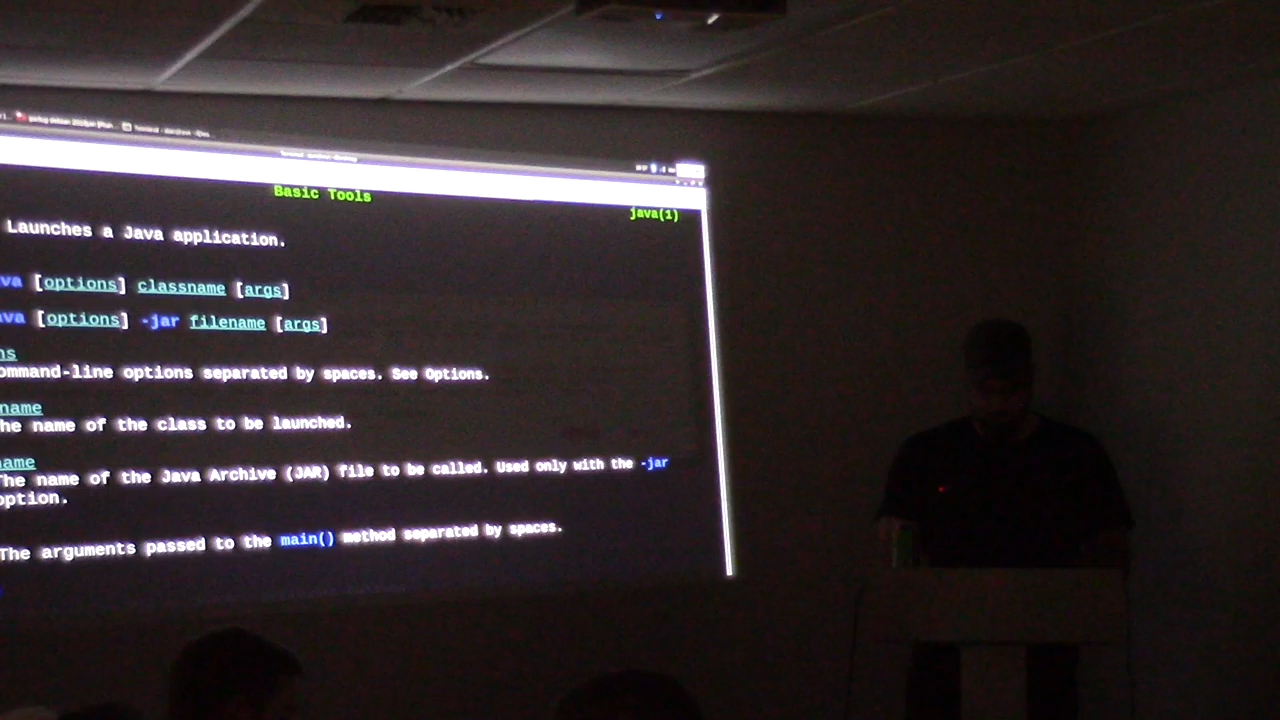 Basic Tools
java(1)
Launches a Java application.
va [options] classname [args]
ava [options] -jar filename [args]
ns
ommand-line options separated by spaces. See Options.
name
he name of the class to be launched.
name
The name of the Java Archive (JAR) file to be called. Used only with the -jar
option.
The arguments passed to the main() method separated by spaces.